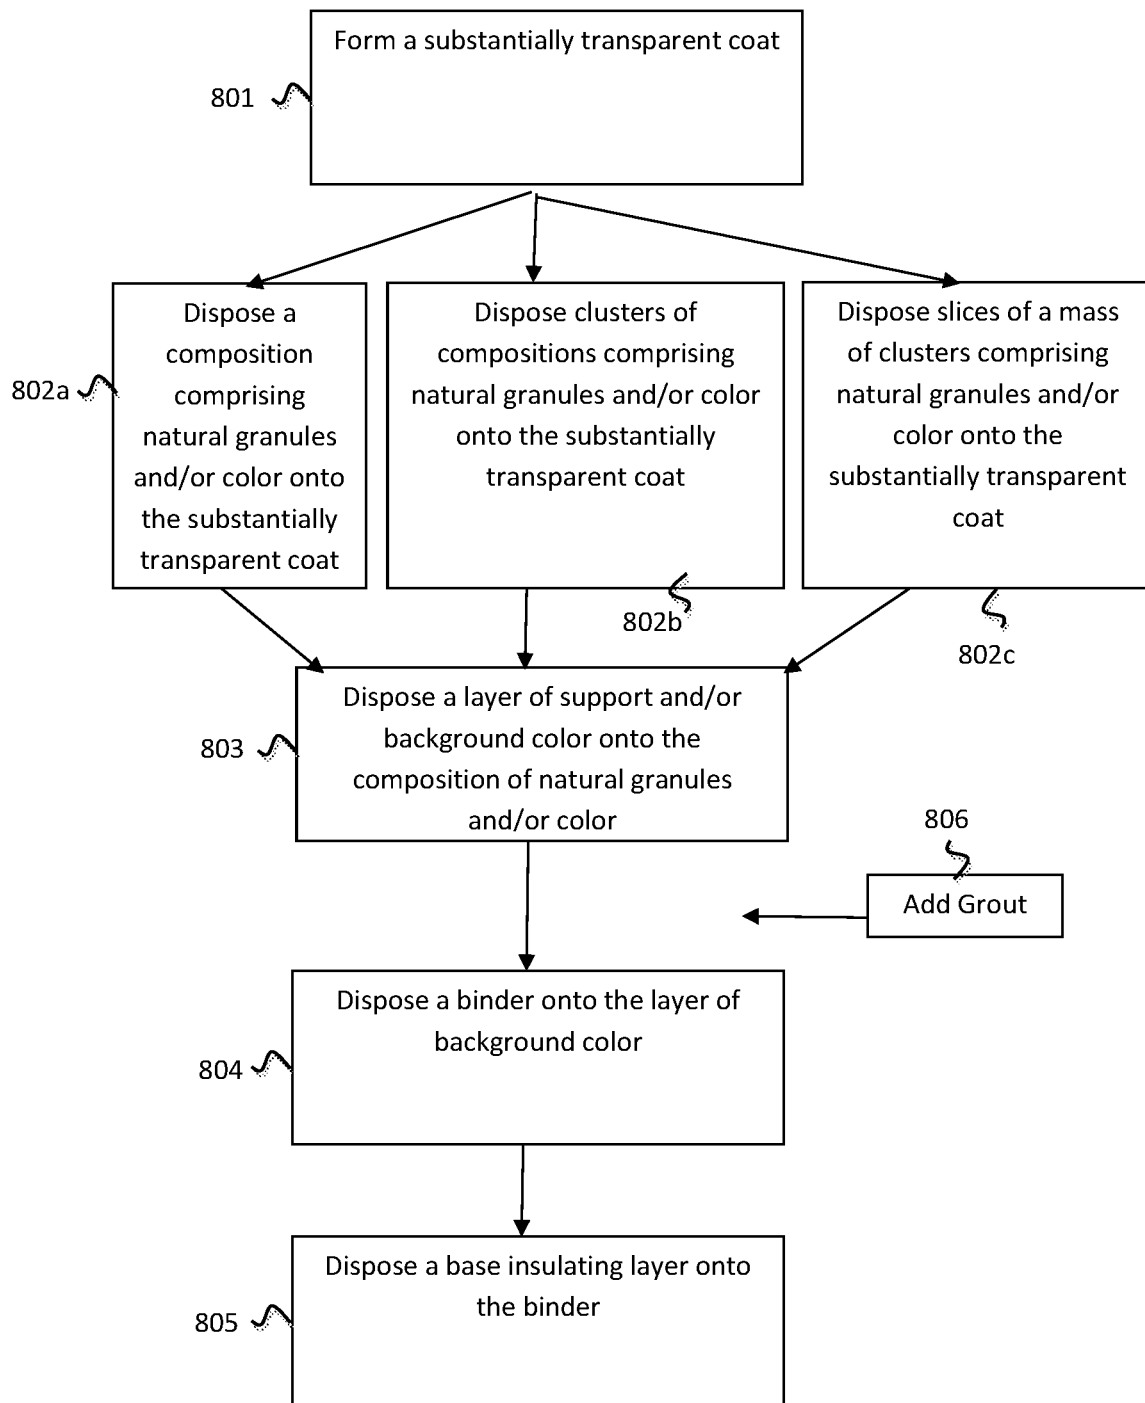 Form a substantially transparent coat
801
Dispose a
composition
comprising
natural granules
and/or color onto
the substantially
transparent coat
802a
Dispose clusters of
compositions comprising
natural granules and/or color
onto the substantially
transparent coat
802b
Dispose slices of a mass
of clusters comprising
natural granules and/or
color onto the
substantially transparent
coat
802c
Dispose a layer of support and/or
background color onto the
composition of natural granules
and/or color
803
806
Add Grout
Dispose a binder onto the layer of
background color
804
Dispose a base insulating layer onto
the binder
805